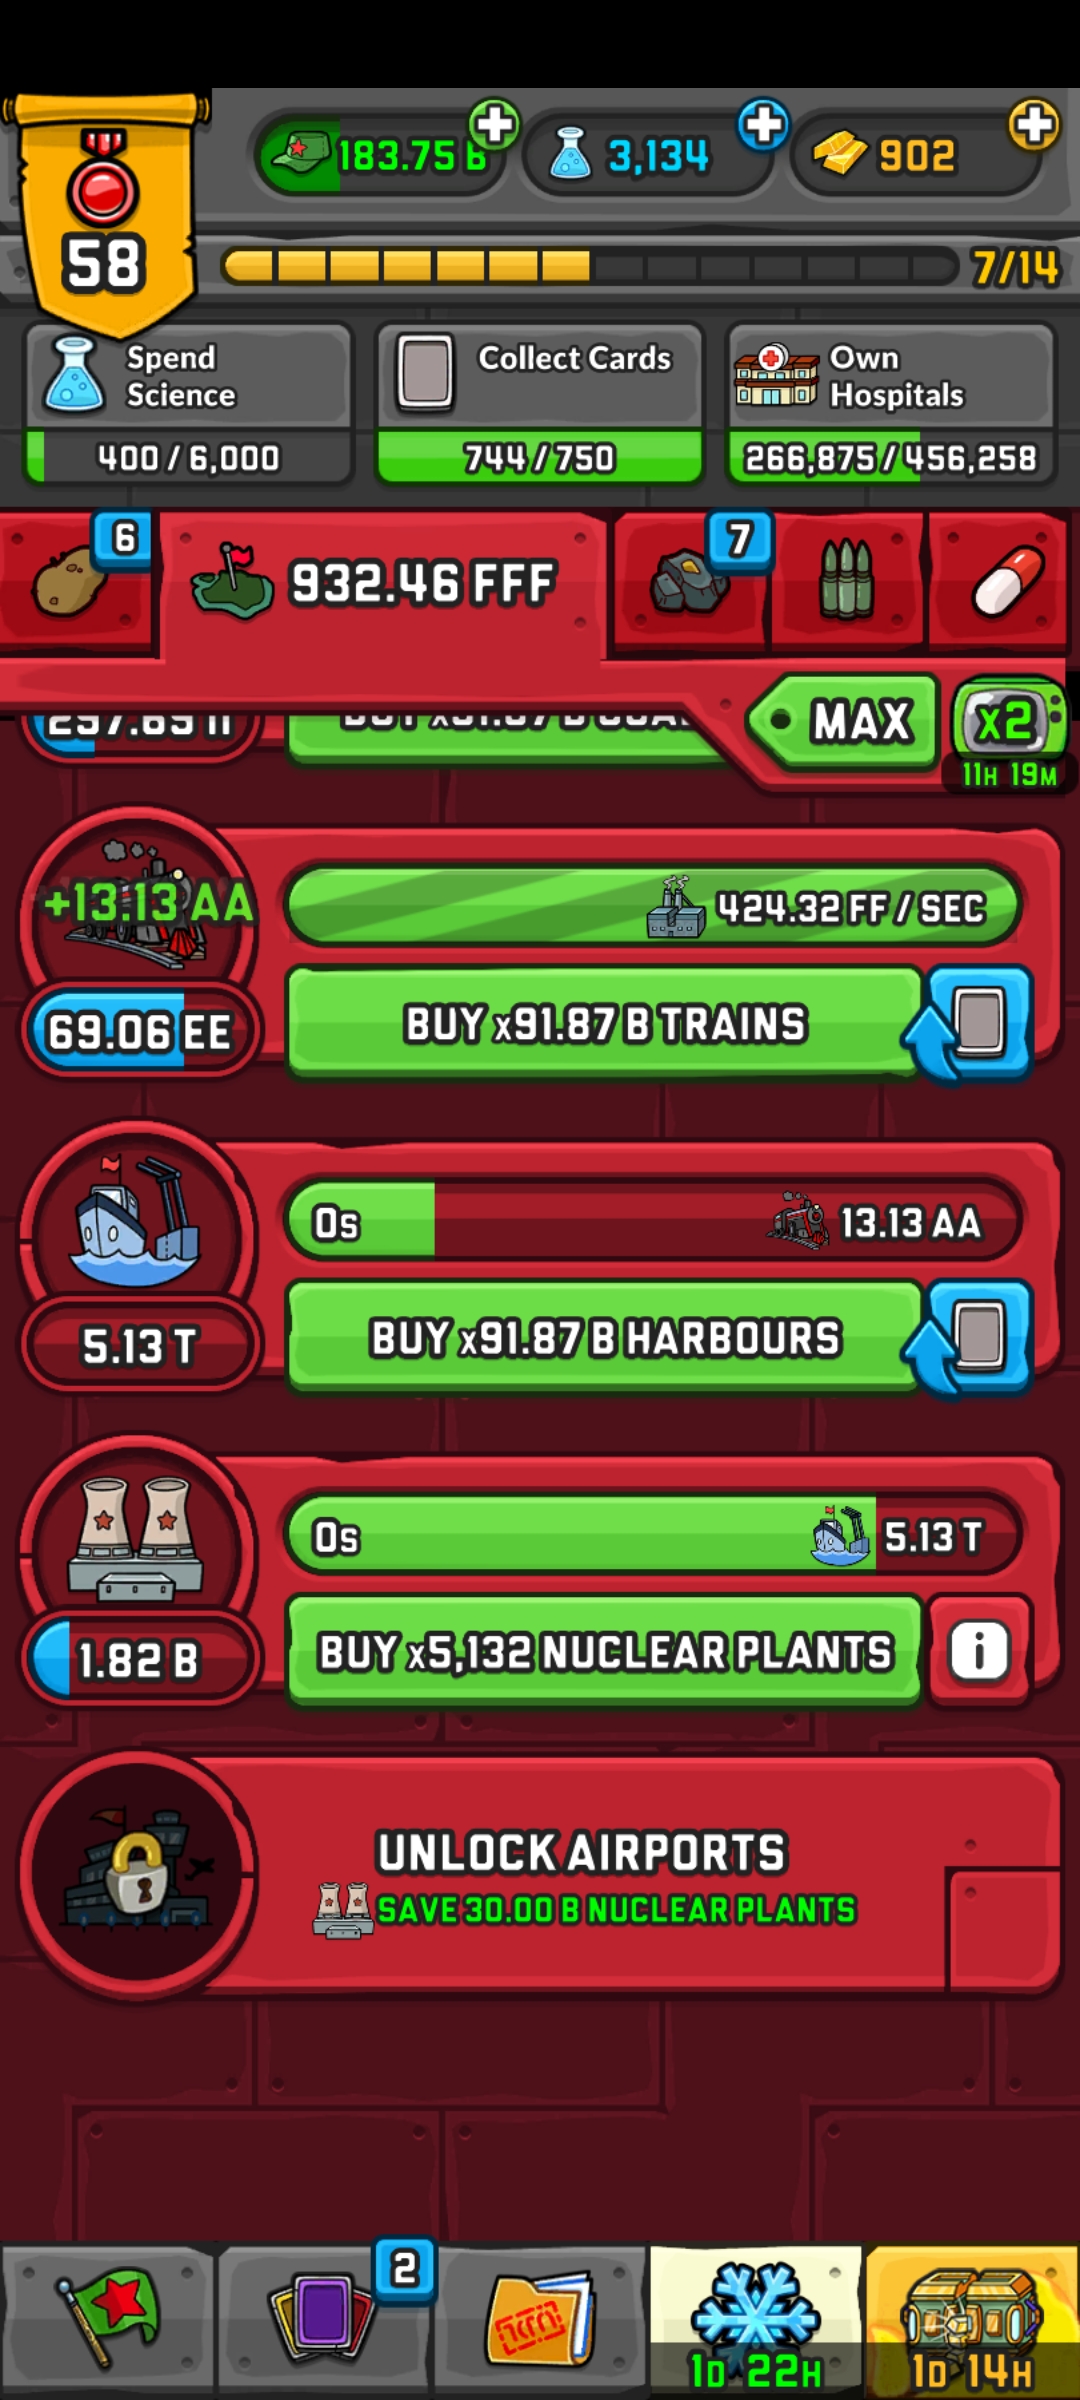 183.75 B
3,134
902
58
7/14
Spend
Science
400 / 6,000
Collect Cards
744 / 750
Own
Hospitals
266,875 / 456,258
6
932.46 FFF
7
MAX
x2
11H 19M
+13.13 AA
424.32 FF / SEC
69.06 EE
BUY x91.87 B TRAINS
0s
13.13 AA
5.13 T
BUY x91.87 B HARBOURS
0s
5.13 T
1.82 B
BUY x5,132 NUCLEAR PLANTS
i
UNLOCK AIRPORTS
SAVE 30.00 B NUCLEAR PLANTS
2
1D 22H
1D 14H